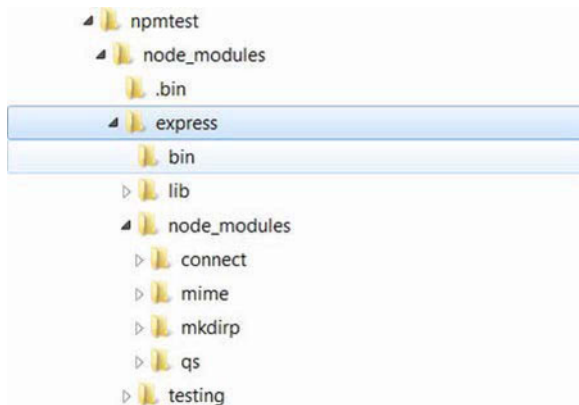 npmtest
node_modules
.bin
express
bin
lib
node_modules
connect
mime
mkdirp
qs
testing